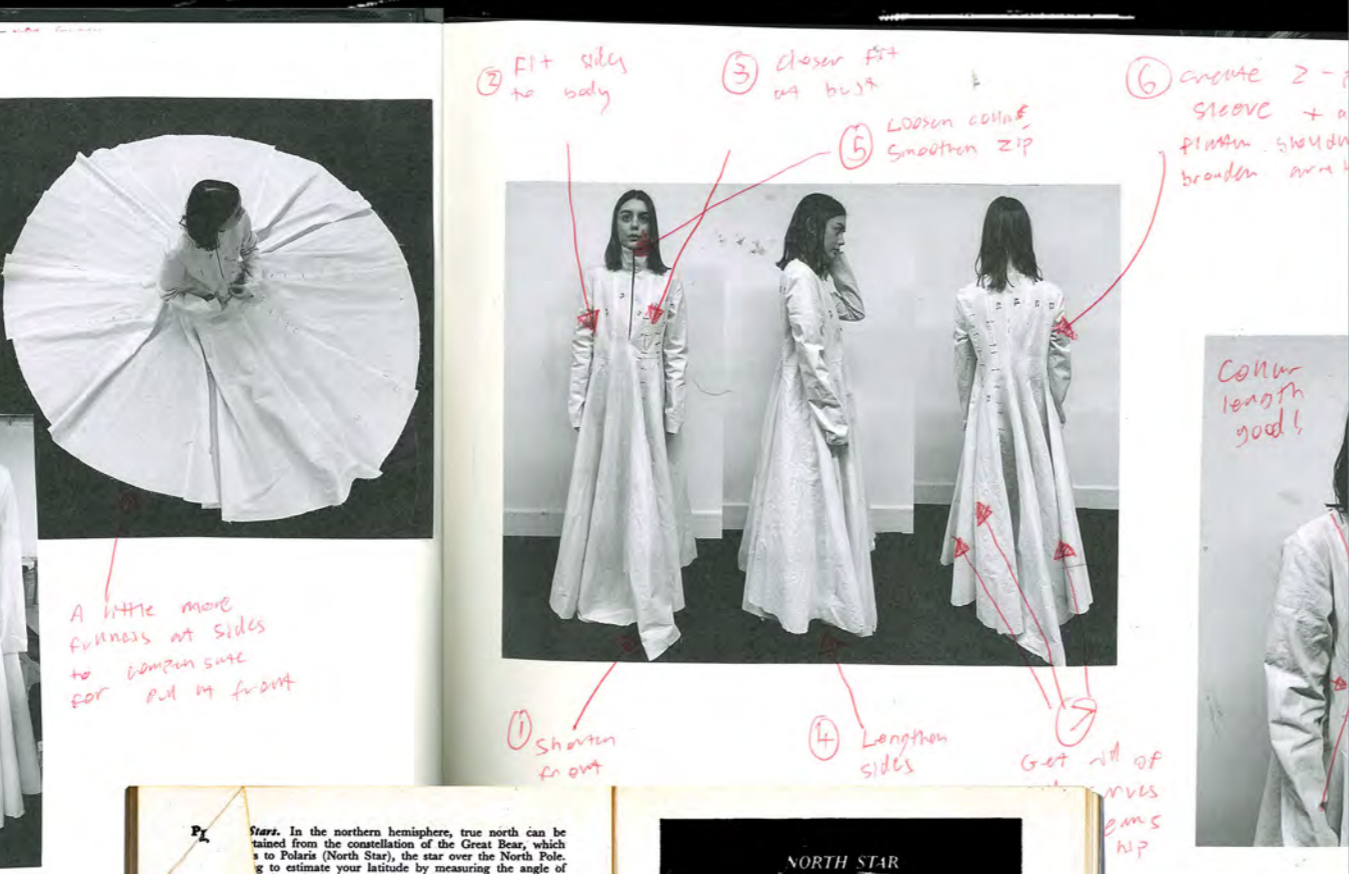 ② Fit sides
to body
③ closer fit
at bust
⑤ Loosen collar
Smoothen zip
⑥ create 2 -
sleeve +
broaden arm
Collar
length
good!
A little more
fullness at sides
to compensate
for pull at front
① Shorten
front
④ Lengthen
sides
⑦
Get rid of
hip
Stars. In the northern hemisphere, true north can be
from the constellation of the Great Bear, which
to Polaris (North Star), the star over the North Pole.
to estimate your latitude by measuring the angle of
NORTH STAR